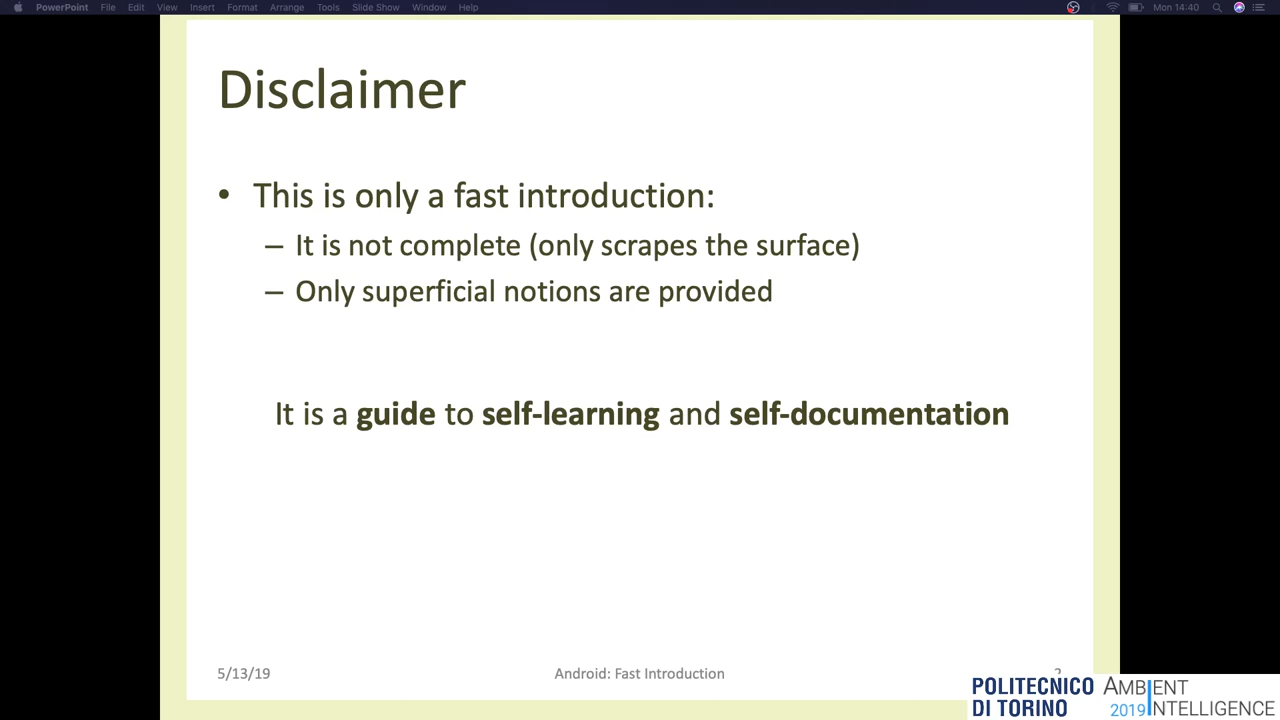 PowerPoint File Edit View Insert Format Arrange Tools Slide Show Window Help Mon 14:40
Disclaimer
• This is only a fast introduction:
– It is not complete (only scrapes the surface)
– Only superficial notions are provided
It is a guide to self-learning and self-documentation
5/13/19 Android: Fast Introduction 2
POLITECNICO
DI TORINO
AMBIENT
2019 INTELLIGENCE